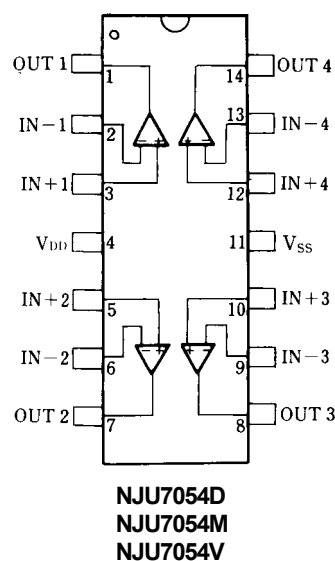 OUT 1 1 14 OUT 4
IN−1 2 13 IN−4
IN+1 3 12 IN+4
VDD 4 11 VSS
IN+2 5 10 IN+3
IN−2 6 9 IN−3
OUT 2 7 8 OUT 3
− + + −
− + + −
NJU7054D
NJU7054M
NJU7054V